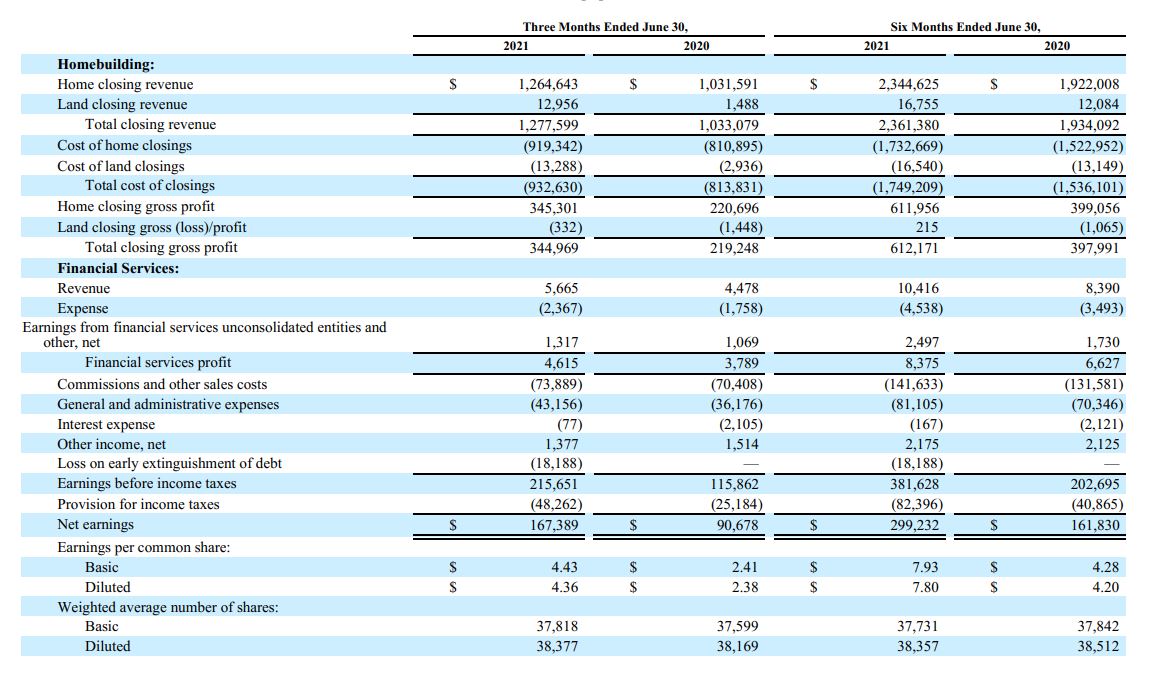 Three Months Ended June 30, Six Months Ended June 30,
2021 2020 2021 2020
Homebuilding:
Home closing revenue $ 1,264,643 $ 1,031,591 $ 2,344,625 $ 1,922,008
Land closing revenue 12,956 1,488 16,755 12,084
Total closing revenue 1,277,599 1,033,079 2,361,380 1,934,092
Cost of home closings (919,342) (810,895) (1,732,669) (1,522,952)
Cost of land closings (13,288) (2,936) (16,540) (13,149)
Total cost of closings (932,630) (813,831) (1,749,209) (1,536,101)
Home closing gross profit 345,301 220,696 611,956 399,056
Land closing gross (loss)/profit (332) (1,448) 215 (1,065)
Total closing gross profit 344,969 219,248 612,171 397,991
Financial Services:
Revenue 5,665 4,478 10,416 8,390
Expense (2,367) (1,758) (4,538) (3,493)
Earnings from financial services unconsolidated entities and
other, net 1,317 1,069 2,497 1,730
Financial services profit 4,615 3,789 8,375 6,627
Commissions and other sales costs (73,889) (70,408) (141,633) (131,581)
General and administrative expenses (43,156) (36,176) (81,105) (70,346)
Interest expense (77) (2,105) (167) (2,121)
Other income, net 1,377 1,514 2,175 2,125
Loss on early extinguishment of debt (18,188) — (18,188) —
Earnings before income taxes 215,651 115,862 381,628 202,695
Provision for income taxes (48,262) (25,184) (82,396) (40,865)
Net earnings $ 167,389 $ 90,678 $ 299,232 $ 161,830
Earnings per common share:
Basic $ 4.43 $ 2.41 $ 7.93 $ 4.28
Diluted $ 4.36 $ 2.38 $ 7.80 $ 4.20
Weighted average number of shares:
Basic 37,818 37,599 37,731 37,842
Diluted 38,377 38,169 38,357 38,512